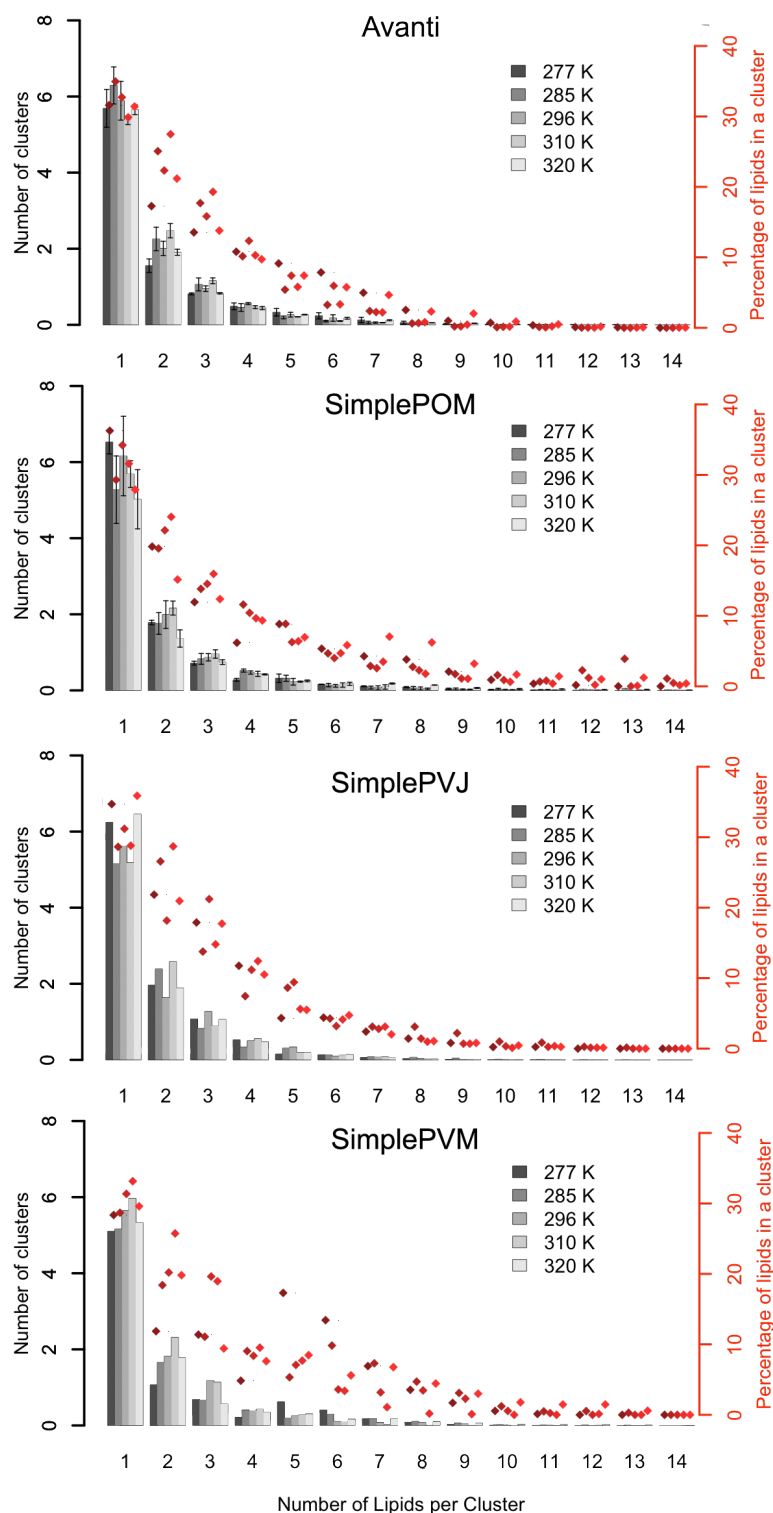 Avanti
Number of clusters
0 2 4 6 8
277 K
285 K
296 K
310 K
320 K
0 10 20 30 40
Percentage of lipids in a cluster
1 2 3 4 5 6 7 8 9 10 11 12 13 14
SimplePOM
Number of clusters
0 2 4 6 8
277 K
285 K
296 K
310 K
320 K
0 10 20 30 40
Percentage of lipids in a cluster
1 2 3 4 5 6 7 8 9 10 11 12 13 14
SimplePVJ
Number of clusters
0 2 4 6 8
277 K
285 K
296 K
310 K
320 K
0 10 20 30 40
Percentage of lipids in a cluster
1 2 3 4 5 6 7 8 9 10 11 12 13 14
SimplePVM
Number of clusters
0 2 4 6 8
277 K
285 K
296 K
310 K
320 K
0 10 20 30 40
Percentage of lipids in a cluster
1 2 3 4 5 6 7 8 9 10 11 12 13 14
Number of Lipids per Cluster